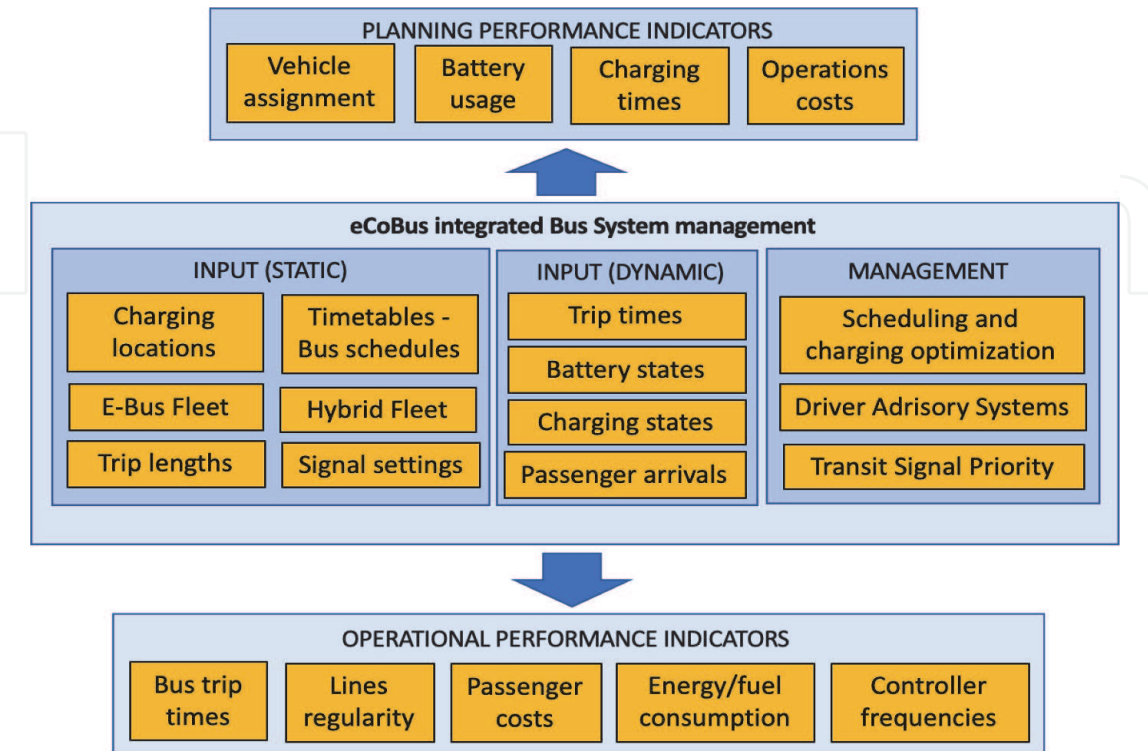 PLANNING PERFORMANCE INDICATORS
Vehicle
assignment
Battery
usage
Charging
times
Operations
costs
eCoBus integrated Bus System management
INPUT (STATIC)
Charging
locations
Timetables -
Bus schedules
E-Bus Fleet
Hybrid Fleet
Trip lengths
Signal settings
INPUT (DYNAMIC)
Trip times
Battery states
Charging states
Passenger arrivals
MANAGEMENT
Scheduling and
charging optimization
Driver Adrisory Systems
Transit Signal Priority
OPERATIONAL PERFORMANCE INDICATORS
Bus trip
times
Lines
regularity
Passenger
costs
Energy/fuel
consumption
Controller
frequencies